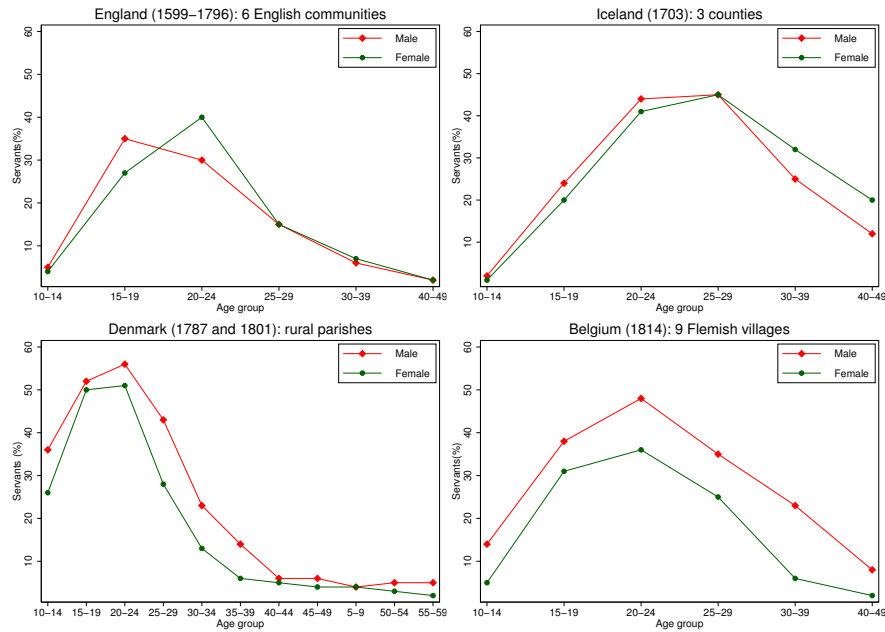 England (1599−1796): 6 English communities
Servants(%)
60
50
40
30
20
10
Male
Female
10−14 15−19 20−24 25−29 30−39 40−49
Age group
Iceland (1703): 3 counties
Servants(%)
60
50
40
30
20
10
Male
Female
10−14 15−19 20−24 25−29 30−39 40−49
Age group
Denmark (1787 and 1801): rural parishes
Servants (%)
60
50
40
30
20
10
Male
Female
10−14 15−19 20−24 25−29 30−34 35−39 40−44 45−49 5−9 50−54 55−59
Age group
Belgium (1814): 9 Flemish villages
Servants(%)
60
50
40
30
20
10
Male
Female
10−14 15−19 20−24 25−29 30−39 40−49
Age group